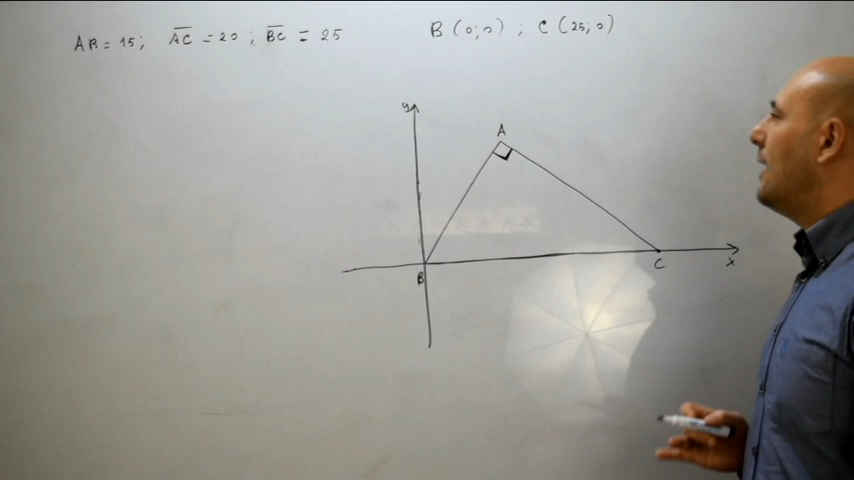 AB = 15; AC = 20; BC = 25 B (0;0); C (25;0)
y
A
B
C
x